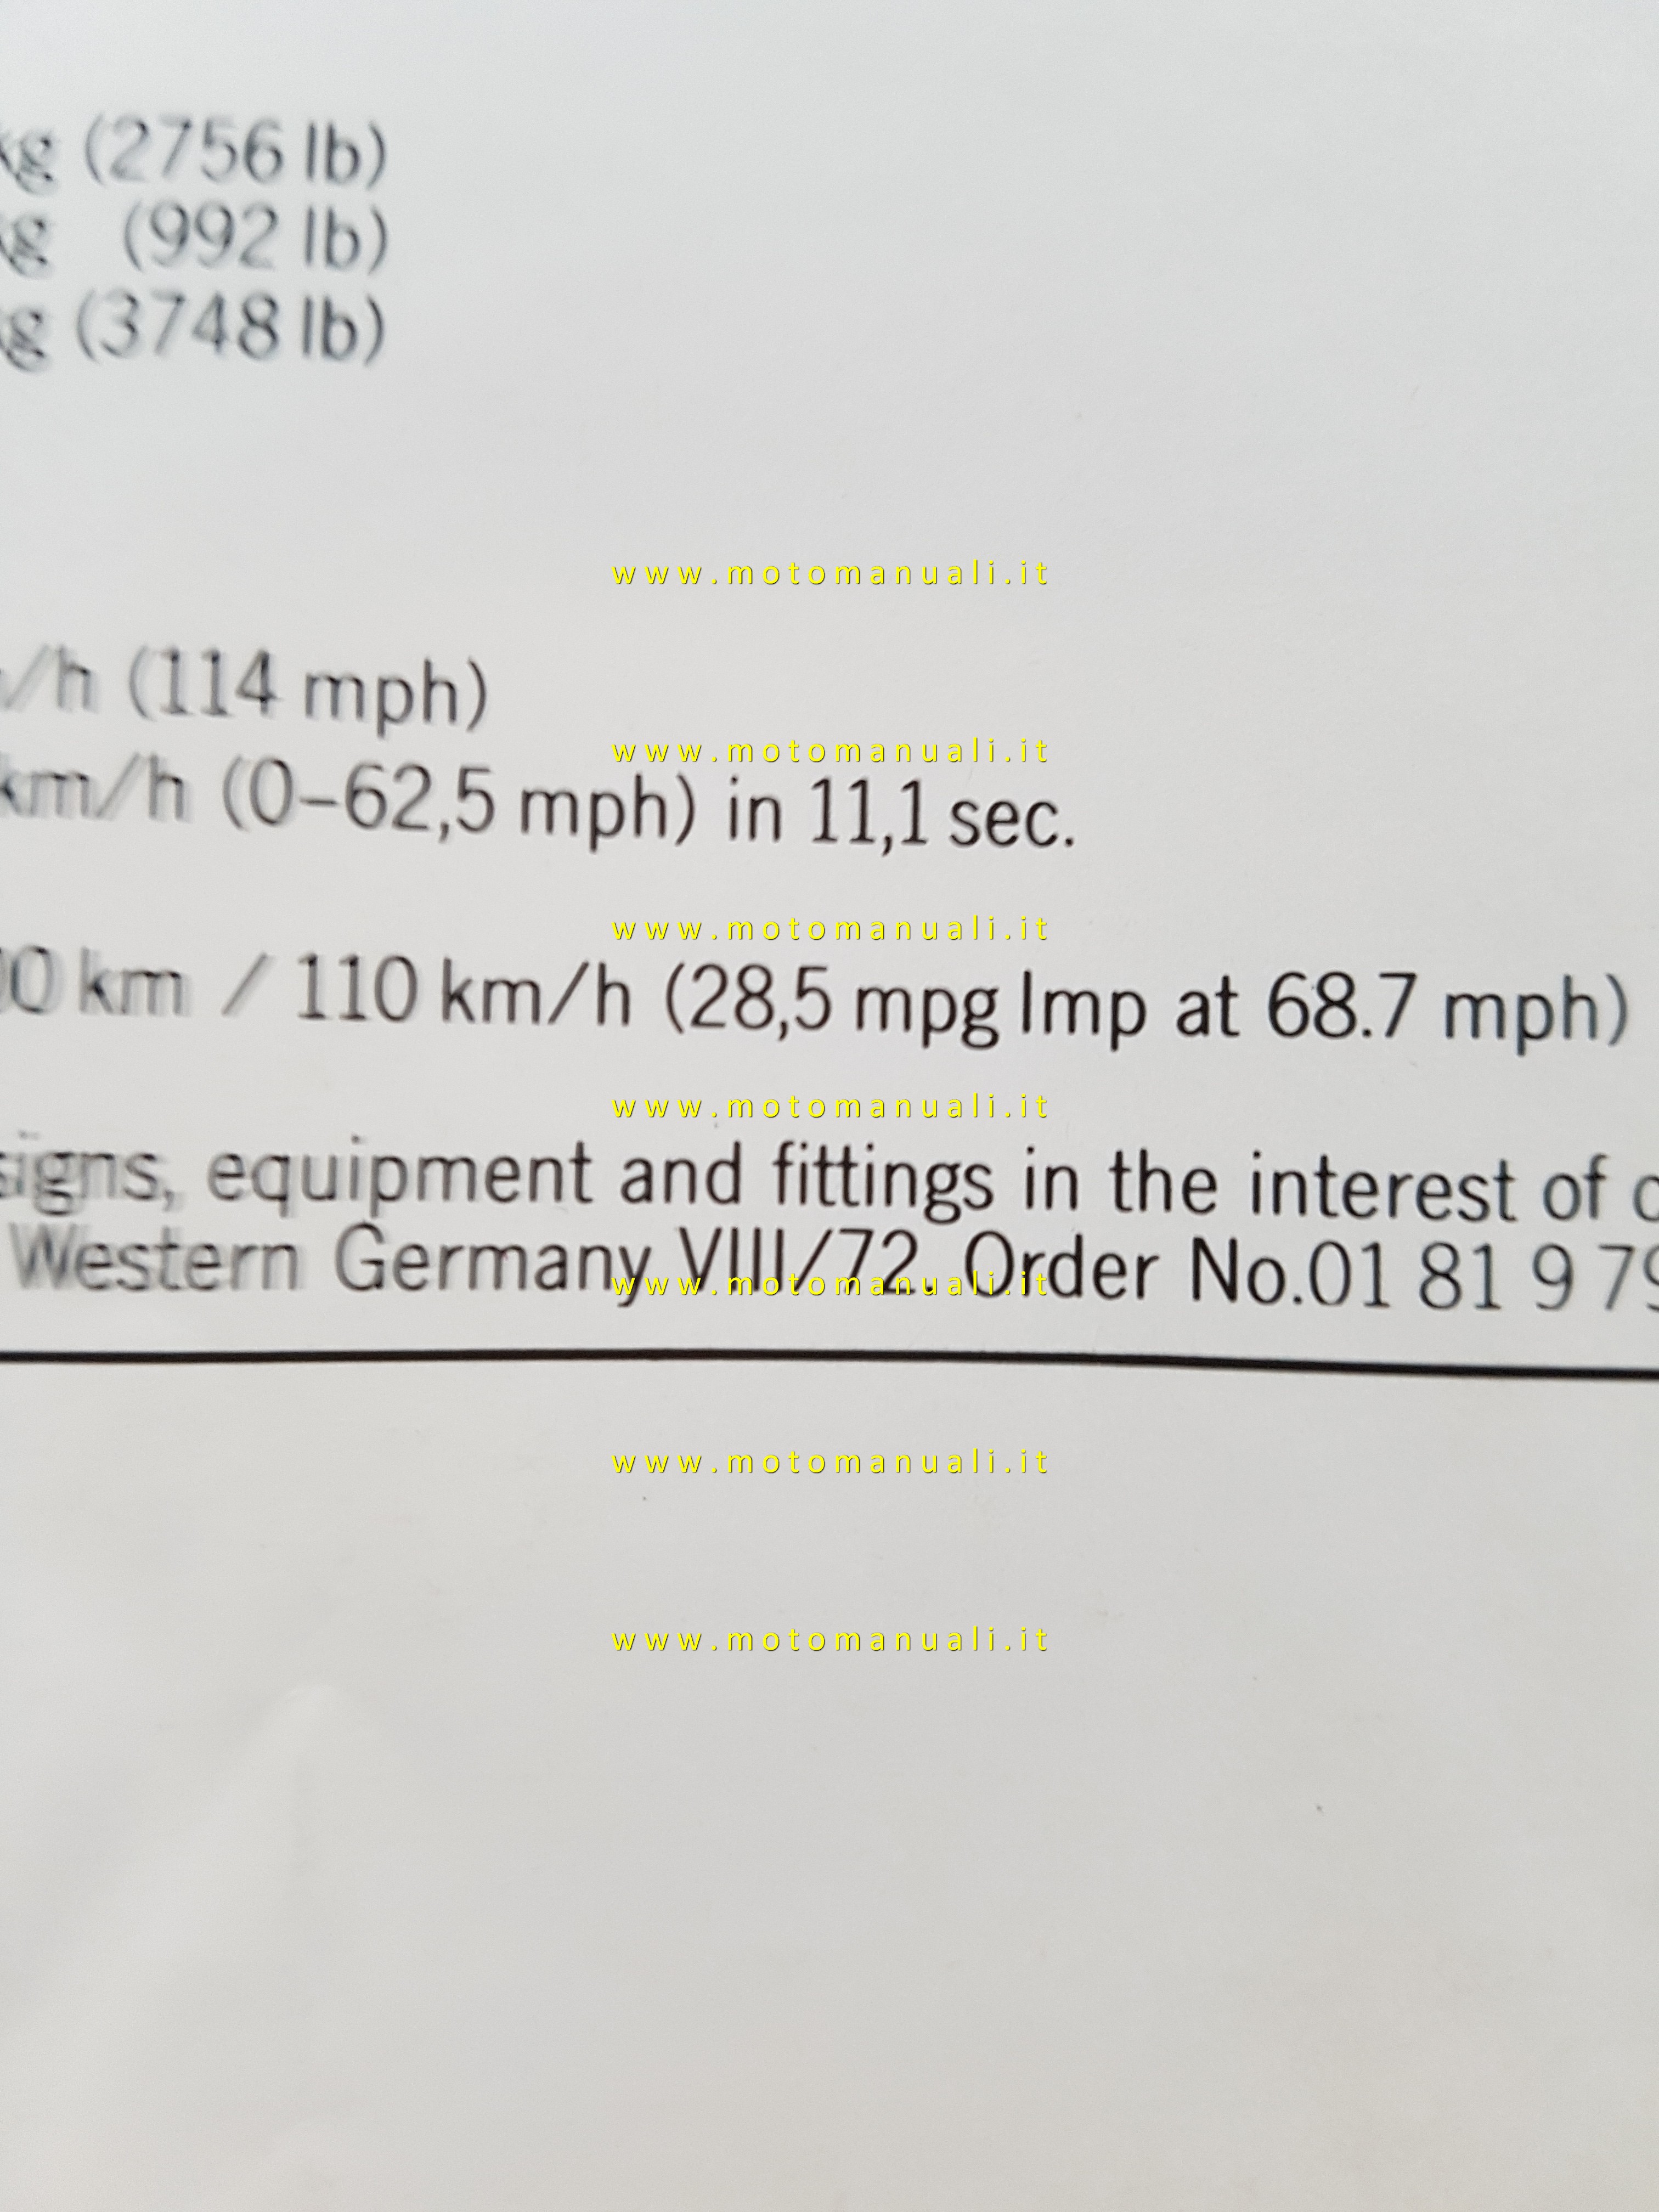 kg (2756 lb)
kg (992 lb)
kg (3748 lb)
www.motomanuali.it
/h (114 mph)
www.motomanuali.it
km/h (0–62,5 mph) in 11,1 sec.
www.motomanuali.it
00 km / 110 km/h (28,5 mpg Imp at 68.7 mph)
www.motomanuali.it
signs, equipment and fittings in the interest of
Western Germany VIII/72. Order No.01 81 9 79
www.motomanuali.it
www.motomanuali.it
www.motomanuali.it